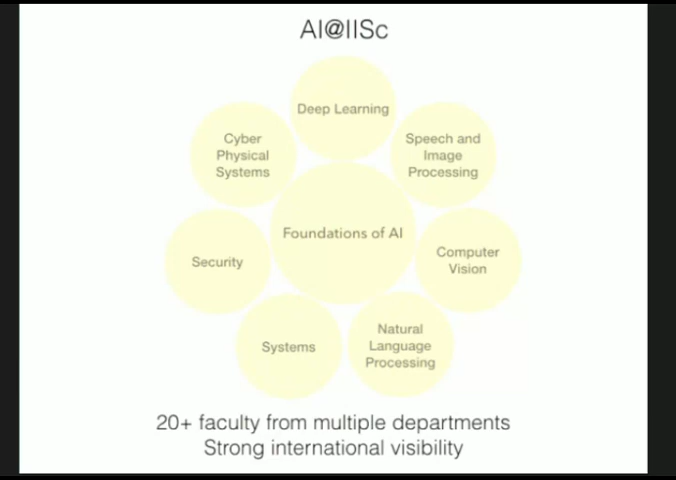 AI@IISc
Deep Learning
Cyber
Physical
Systems
Speech and
Image
Processing
Foundations of AI
Security
Computer
Vision
Systems
Natural
Language
Processing
20+ faculty from multiple departments
Strong international visibility